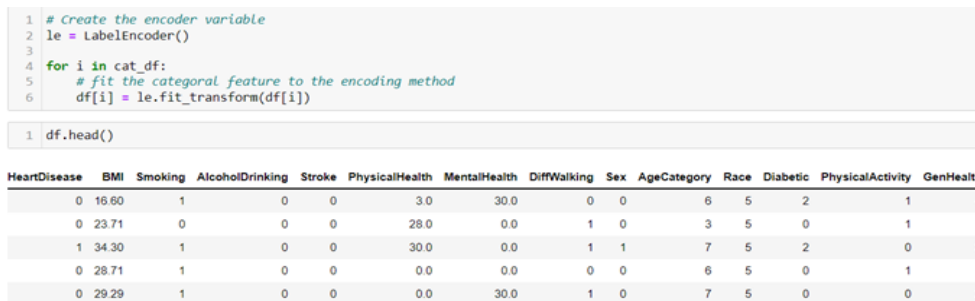 1 # Create the encoder variable
2 le = LabelEncoder()
3
4 for i in cat_df:
5 # fit the categoral feature to the encoding method
6 df[i] = le.fit_transform(df[i])
1 df.head()
HeartDisease BMI Smoking AlcoholDrinking Stroke PhysicalHealth MentalHealth DiffWalking Sex AgeCategory Race Diabetic PhysicalActivity GenHealt
0 16.60 1 0 0 3.0 30.0 0 0 6 5 2 1
0 23.71 0 0 0 28.0 0.0 1 0 3 5 0 1
1 34.30 1 0 0 30.0 0.0 1 1 7 5 2 0
0 28.71 1 0 0 0.0 0.0 0 0 6 5 0 1
0 29.29 1 0 0 0.0 30.0 1 0 7 5 0 0